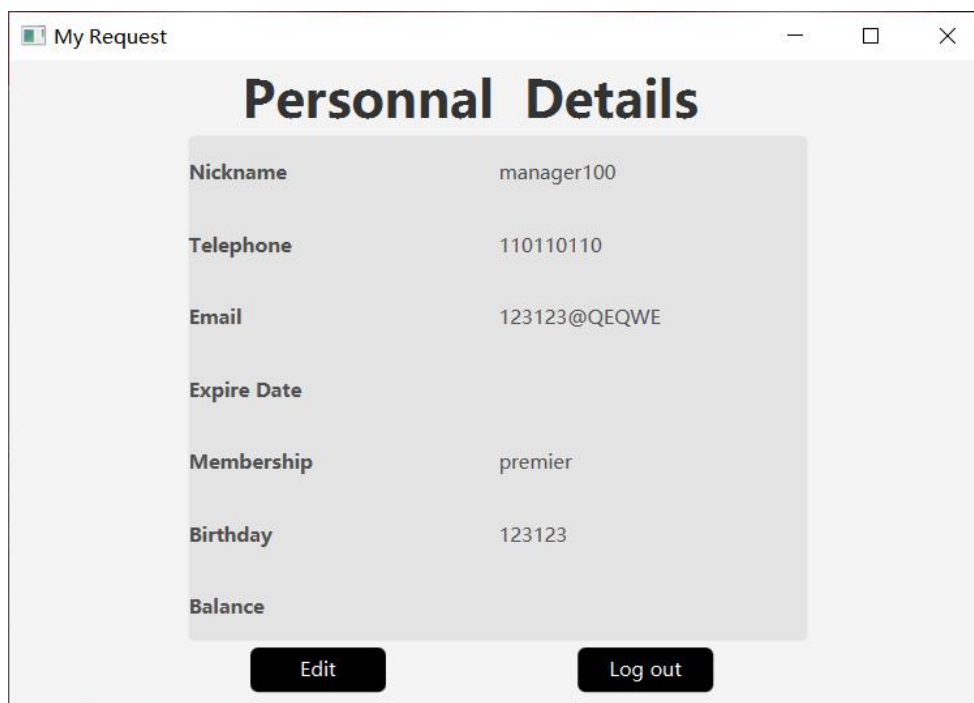 My Request
Personnal Details
Nickname manager100
Telephone 110110110
Email 123123@QEQWE
Expire Date
Membership premier
Birthday 123123
Balance
Edit Log out